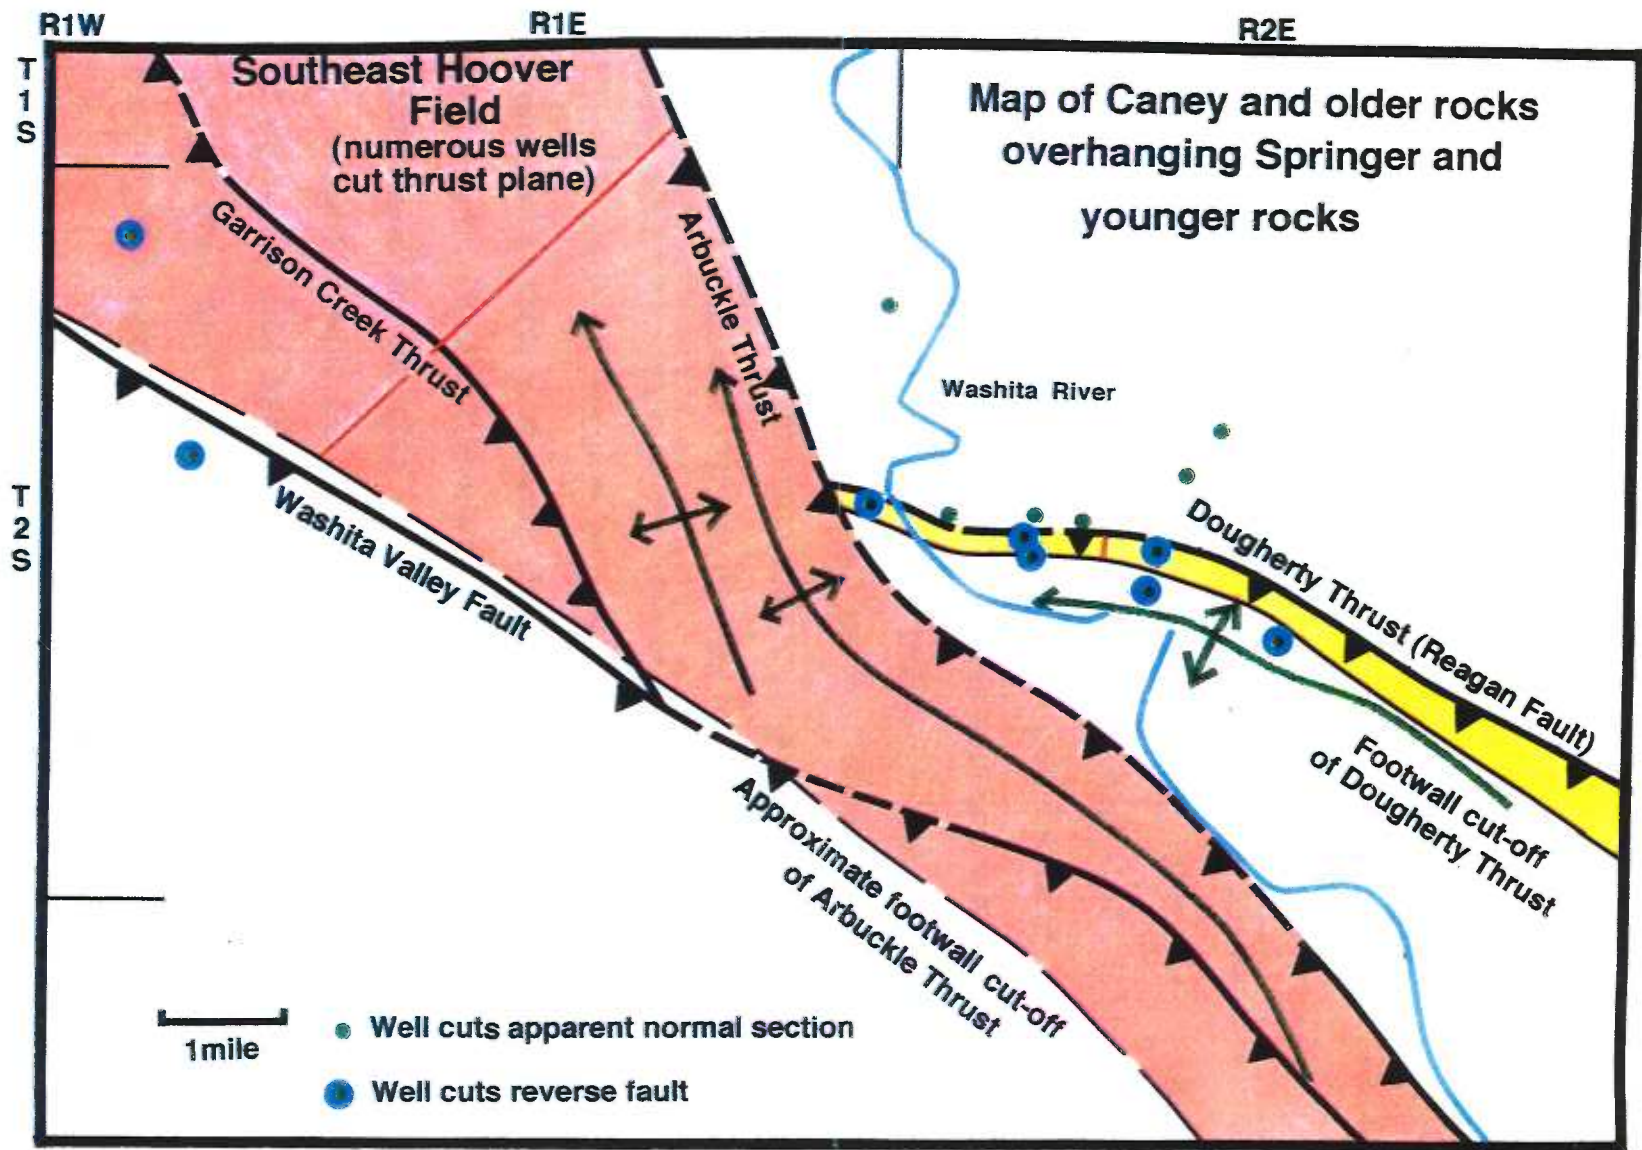 R1W
R1E
R2E
T
1
S
Southeast Hoover
Field
(numerous wells
cut thrust plane)
Map of Caney and older rocks
overhanging Springer and
younger rocks
Garrison Creek Thrust
Arbuckle Thrust
Washita River
T
2
S
Washita Valley Fault
Dougherty Thrust (Reagan Fault)
Footwall cut-off
of Dougherty Thrust
Approximate footwall cut-off
of Arbuckle Thrust
1mile
Well cuts apparent normal section
Well cuts reverse fault